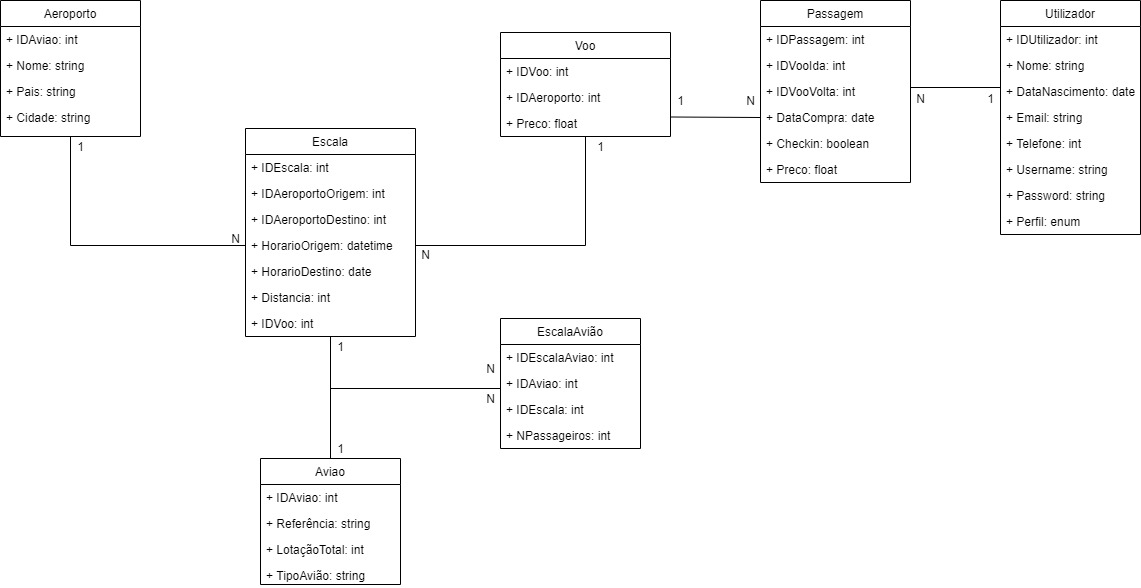 Aeroporto
+ IDAviao: int
+ Nome: string
+ Pais: string
+ Cidade: string
1
Escala
+ IDEscala: int
+ IDAeroportoOrigem: int
+ IDAeroportoDestino: int
+ HorarioOrigem: datetime
+ HorarioDestino: date
+ Distancia: int
+ IDVoo: int
N
N
1
Voo
+ IDVoo: int
+ IDAeroporto: int
+ Preco: float
1
1
N
Passagem
+ IDPassagem: int
+ IDVooIda: int
+ IDVooVolta: int
+ DataCompra: date
+ Checkin: boolean
+ Preco: float
N
1
Utilizador
+ IDUtilizador: int
+ Nome: string
+ DataNascimento: date
+ Email: string
+ Telefone: int
+ Username: string
+ Password: string
+ Perfil: enum
EscalaAvião
+ IDEscalaAviao: int
+ IDAviao: int
+ IDEscala: int
+ NPassageiros: int
N
N
1
Aviao
+ IDAviao: int
+ Referência: string
+ LotaçãoTotal: int
+ TipoAvião: string